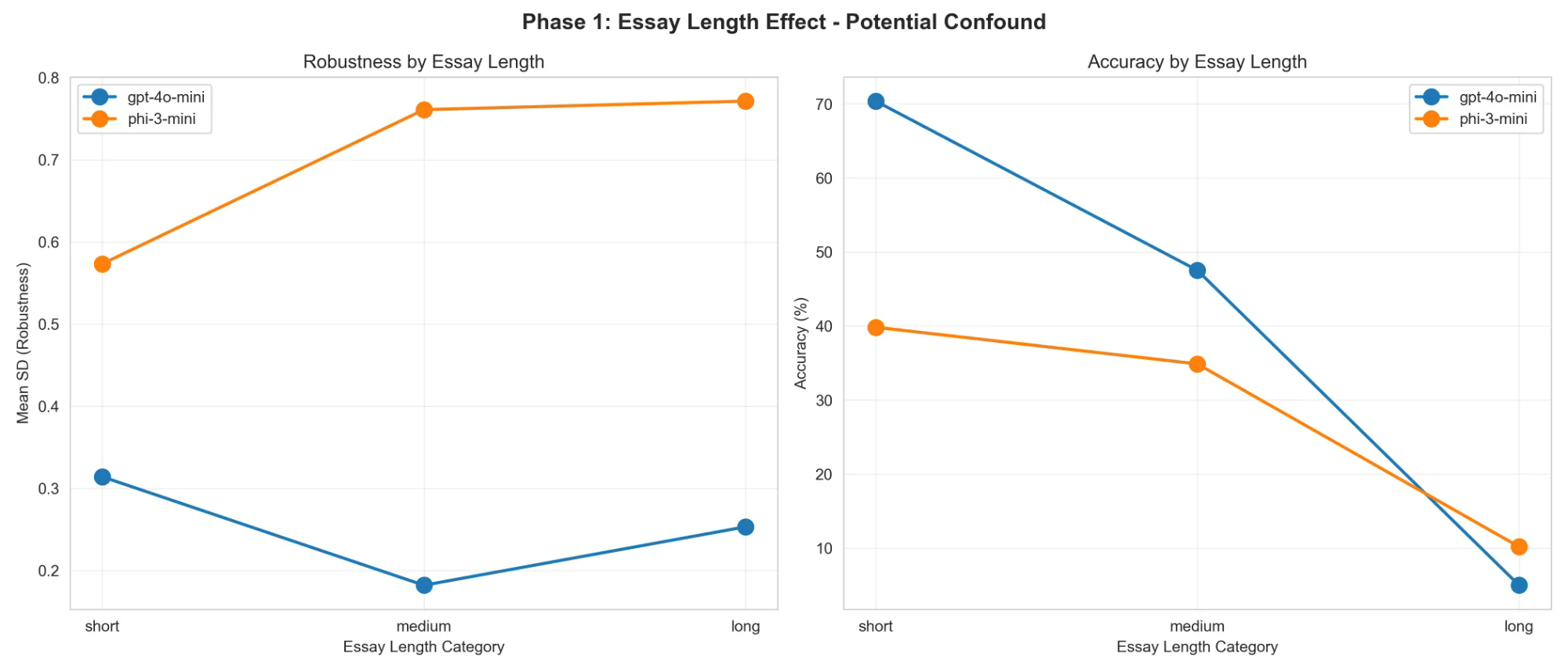 Phase 1: Essay Length Effect - Potential Confound
Robustness by Essay Length
gpt-4o-mini
phi-3-mini
0.8
0.7
0.6
0.5
0.4
0.3
0.2
Mean SD (Robustness)
short
medium
long
Essay Length Category
Accuracy by Essay Length
gpt-4o-mini
phi-3-mini
70
60
50
40
30
20
10
Accuracy (%)
short
medium
long
Essay Length Category